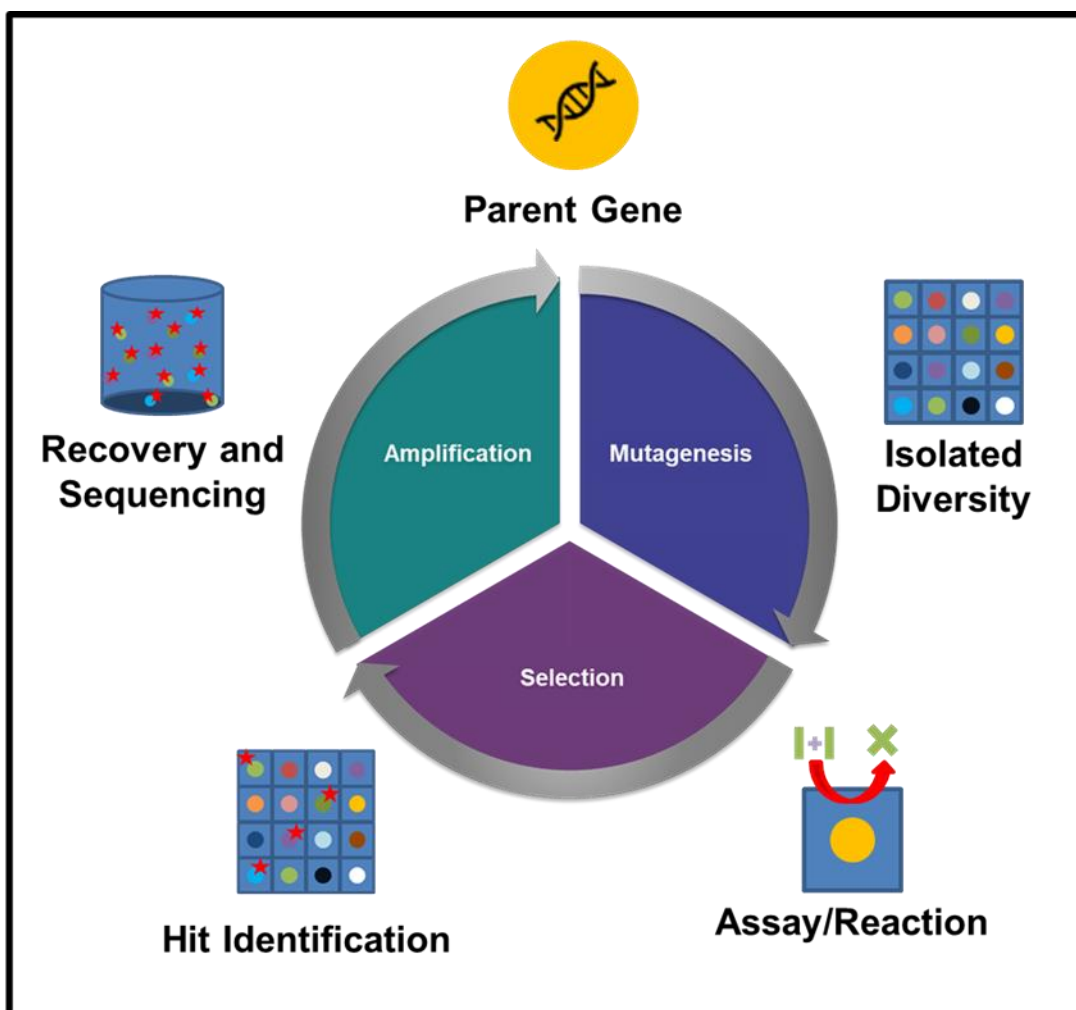 Parent Gene
Isolated
Diversity
Mutagenesis
Amplification
Recovery and
Sequencing
Selection
Assay/Reaction
Hit Identification